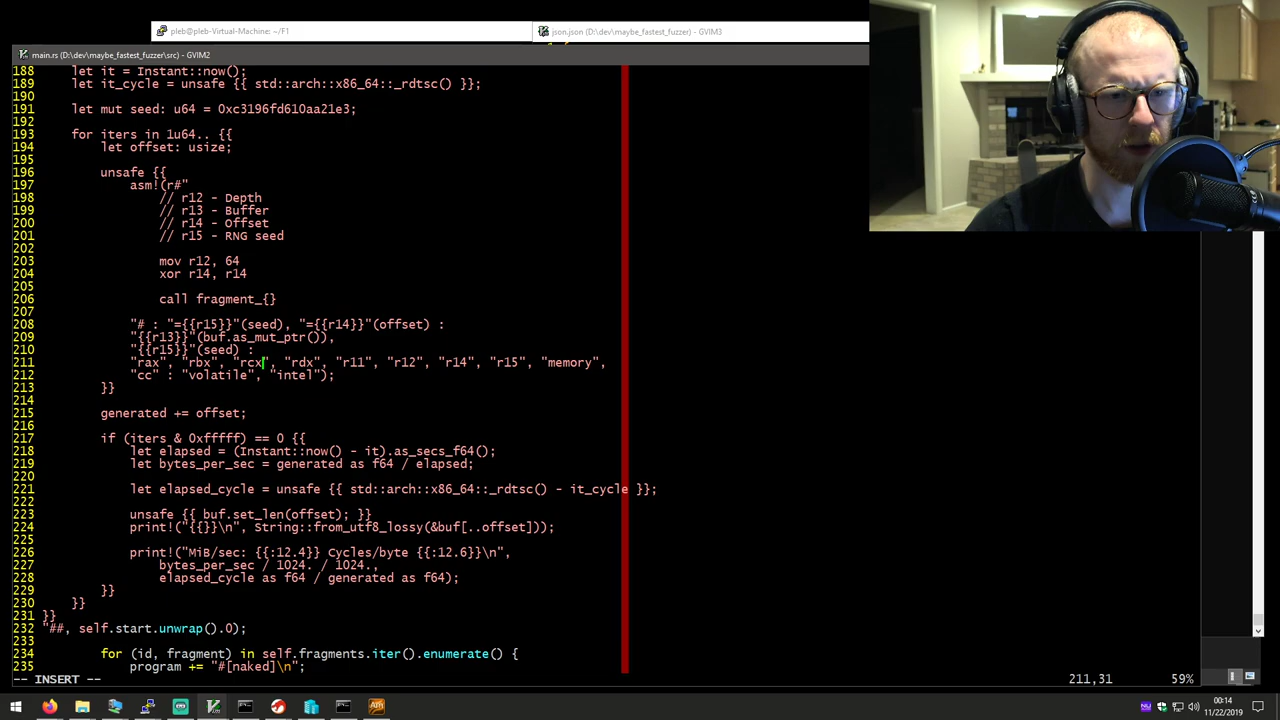 pleb@pleb-Virtual-Machine: ~/F1
json.json (D:\dev\maybe_fastest_fuzzer) - GVIM3
main.rs (D:\dev\maybe_fastest_fuzzer\src) - GVIM2
188 let it = Instant::now();
189 let it_cycle = unsafe {{ std::arch::x86_64::_rdtsc() }};
190
191 let mut seed: u64 = 0xc3196fd610aa21e3;
192
193 for iters in 1u64.. {{
194 let offset: usize;
195
196 unsafe {{
197 asm!(r#"
198 // r12 - Depth
199 // r13 - Buffer
200 // r14 - Offset
201 // r15 - RNG seed
202
203 mov r12, 64
204 xor r14, r14
205
206 call fragment_{}
207
208 "# : "={{r15}}"(seed), "={{r14}}"(offset) :
209 "{{r13}}"(buf.as_mut_ptr()),
210 "{{r15}}"(seed) :
211 "rax", "rbx", "rcx", "rdx", "r11", "r12", "r14", "r15", "memory",
212 "cc" : "volatile", "intel");
213 }}
214
215 generated += offset;
216
217 if (iters & 0xfffff) == 0 {{
218 let elapsed = (Instant::now() - it).as_secs_f64();
219 let bytes_per_sec = generated as f64 / elapsed;
220
221 let elapsed_cycle = unsafe {{ std::arch::x86_64::_rdtsc() - it_cycle }};
222
223 unsafe {{ buf.set_len(offset); }}
224 print!("{{}}\n", String::from_utf8_lossy(&buf[..offset]));
225
226 print!("MiB/sec: {{:12.4}} Cycles/byte {{:12.6}}\n",
227 bytes_per_sec / 1024. / 1024.,
228 elapsed_cycle as f64 / generated as f64);
229 }}
230 }}
231 }}
232 "##, self.start.unwrap().0);
233
234 for (id, fragment) in self.fragments.iter().enumerate() {
235 program += "#[naked]\n";
-- INSERT --
211,31
59%
00:14
11/22/2019